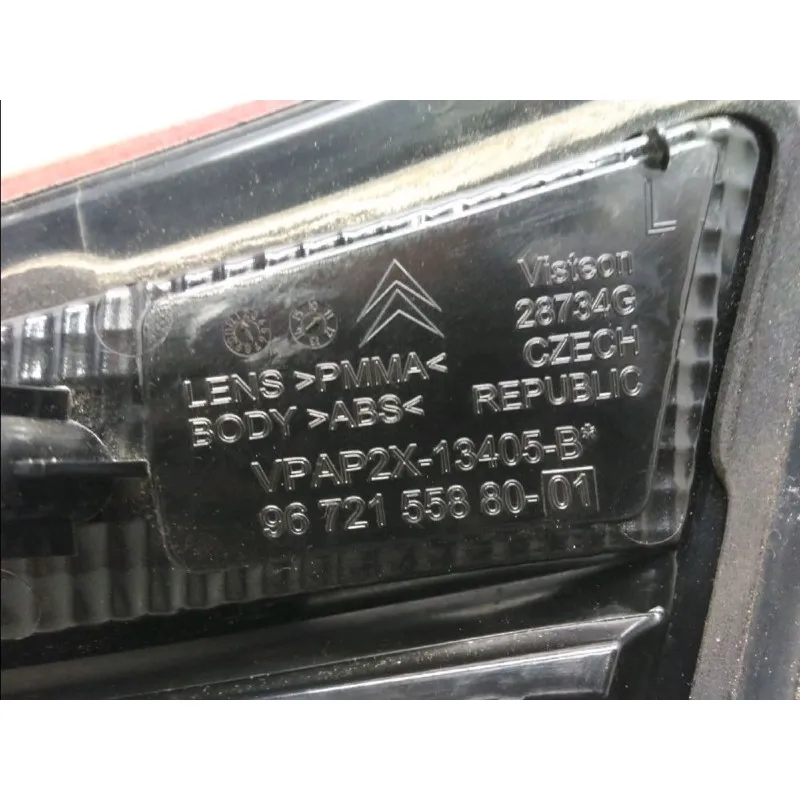 L
Visteon
28734G
CZECH
REPUBLIC
LENS >PMMA<
BODY >ABS<
VPAP2X-13405-B*
96 721 558 80-01